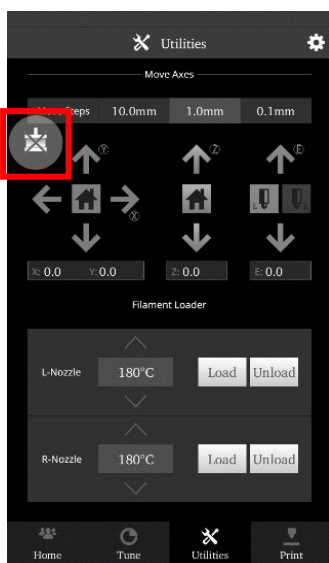 Utilities
Move Axes
Move Steps 10.0mm 1.0mm 0.1mm
Y Z E
X
L R
X: 0.0 Y: 0.0 Z: 0.0 E: 0.0
Filament Loader
L-Nozzle 180°C Load Unload
R-Nozzle 180°C Load Unload
Home Tune Utilities Print